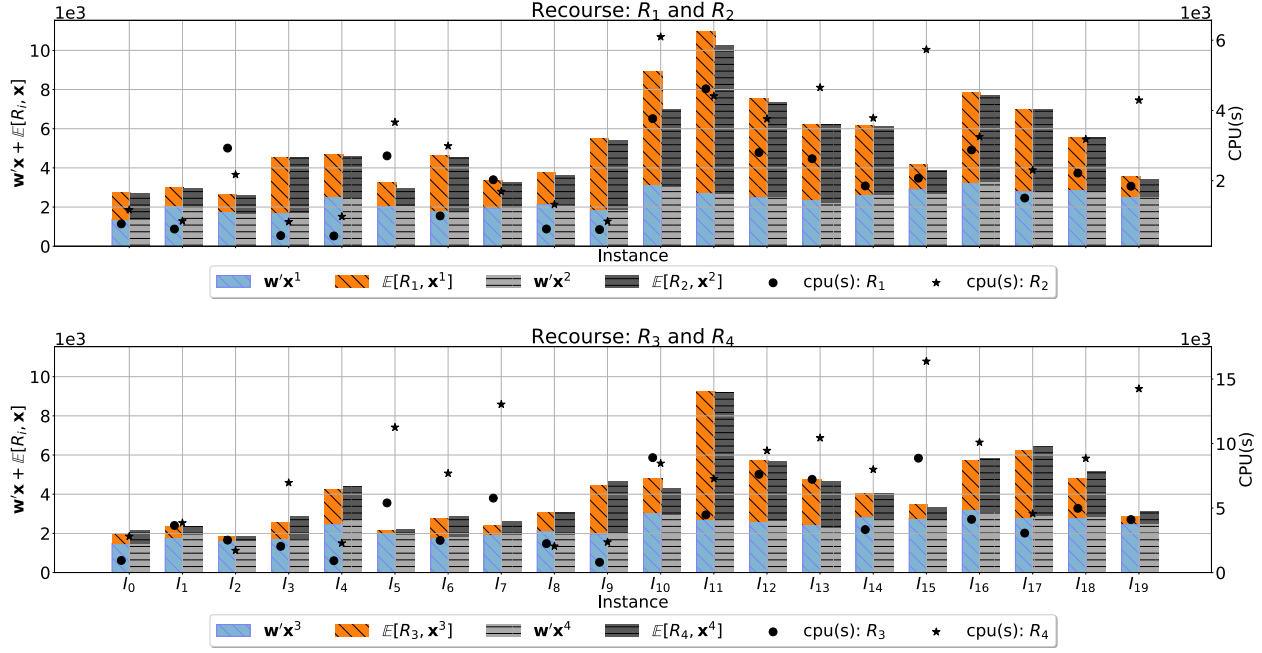 Recourse: R₁ and R₂
1e3
1e3
w′x + 𝔼[Rᵢ, x]
10
8
6
4
2
0
6
4
2
CPU(s)
Instance
w′x¹ 𝔼[R₁, x¹] w′x² 𝔼[R₂, x²] cpu(s): R₁ cpu(s): R₂
Recourse: R₃ and R₄
1e3
1e3
w′x + 𝔼[Rᵢ, x]
10
8
6
4
2
0
15
10
5
0
CPU(s)
I₀ I₁ I₂ I₃ I₄ I₅ I₆ I₇ I₈ I₉ I₁₀ I₁₁ I₁₂ I₁₃ I₁₄ I₁₅ I₁₆ I₁₇ I₁₈ I₁₉
Instance
w′x³ 𝔼[R₃, x³] w′x⁴ 𝔼[R₄, x⁴] cpu(s): R₃ cpu(s): R₄